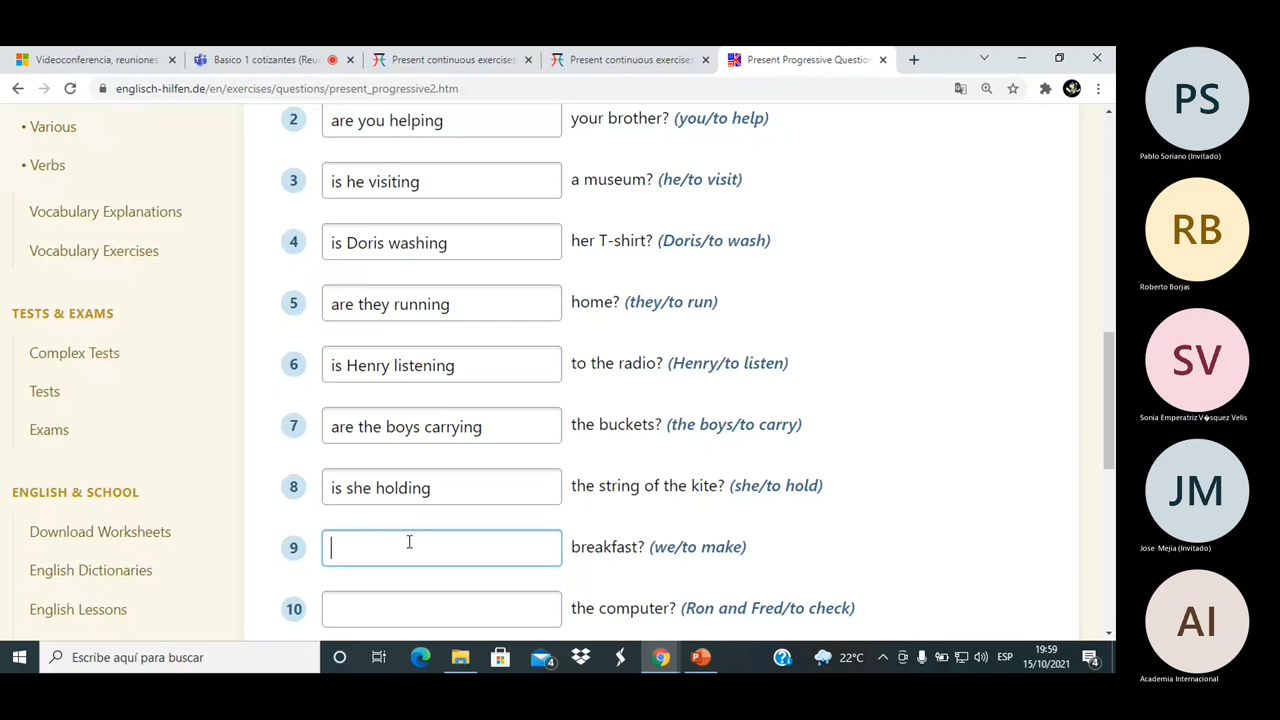 Videoconferencia, reuniones
Basico 1 cotizantes (Reu
Present continuous exercises
Present continuous exercises
Present Progressive Question
englisch-hilfen.de/en/exercises/questions/present_progressive2.htm
• Various
• Verbs
Vocabulary Explanations
Vocabulary Exercises
TESTS & EXAMS
Complex Tests
Tests
Exams
ENGLISH & SCHOOL
Download Worksheets
English Dictionaries
English Lessons
2 are you helping your brother? (you/to help)
3 is he visiting a museum? (he/to visit)
4 is Doris washing her T-shirt? (Doris/to wash)
5 are they running home? (they/to run)
6 is Henry listening to the radio? (Henry/to listen)
7 are the boys carrying the buckets? (the boys/to carry)
8 is she holding the string of the kite? (she/to hold)
9 breakfast? (we/to make)
10 the computer? (Ron and Fred/to check)
PS
Pablo Soriano (Invitado)
RB
Roberto Borjas
SV
Sonia Emperatriz V�squez Velis
JM
Jose Mejia (Invitado)
AI
Academia Internacional
Escribe aquí para buscar
4
22°C
ESP
19:59
15/10/2021
4